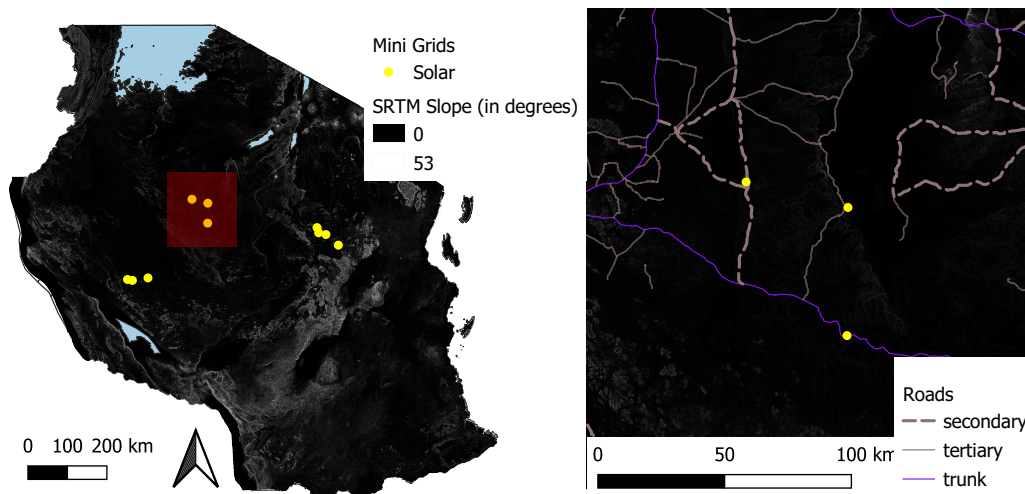 Mini Grids
Solar
SRTM Slope (in degrees)
0
53
0 100 200 km
Roads
secondary
tertiary
trunk
0 50 100 km